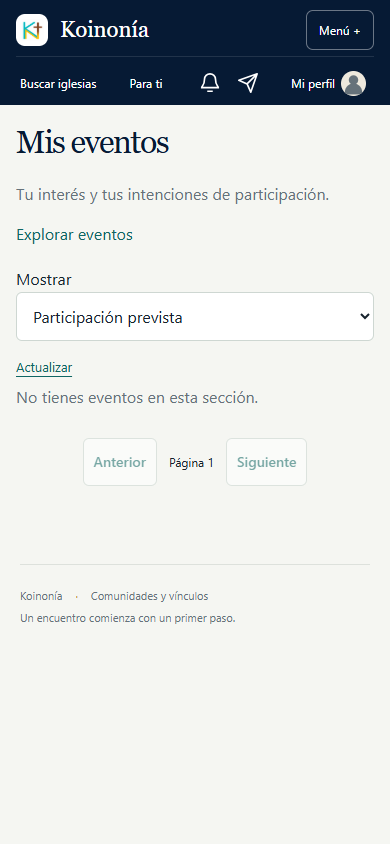 Koinonía
Menú +
Buscar iglesias
Para ti
Mi perfil
Mis eventos
Tu interés y tus intenciones de participación.
Explorar eventos
Mostrar
Participación prevista
Actualizar
No tienes eventos en esta sección.
Anterior
Página 1
Siguiente
Koinonía · Comunidades y vínculos
Un encuentro comienza con un primer paso.